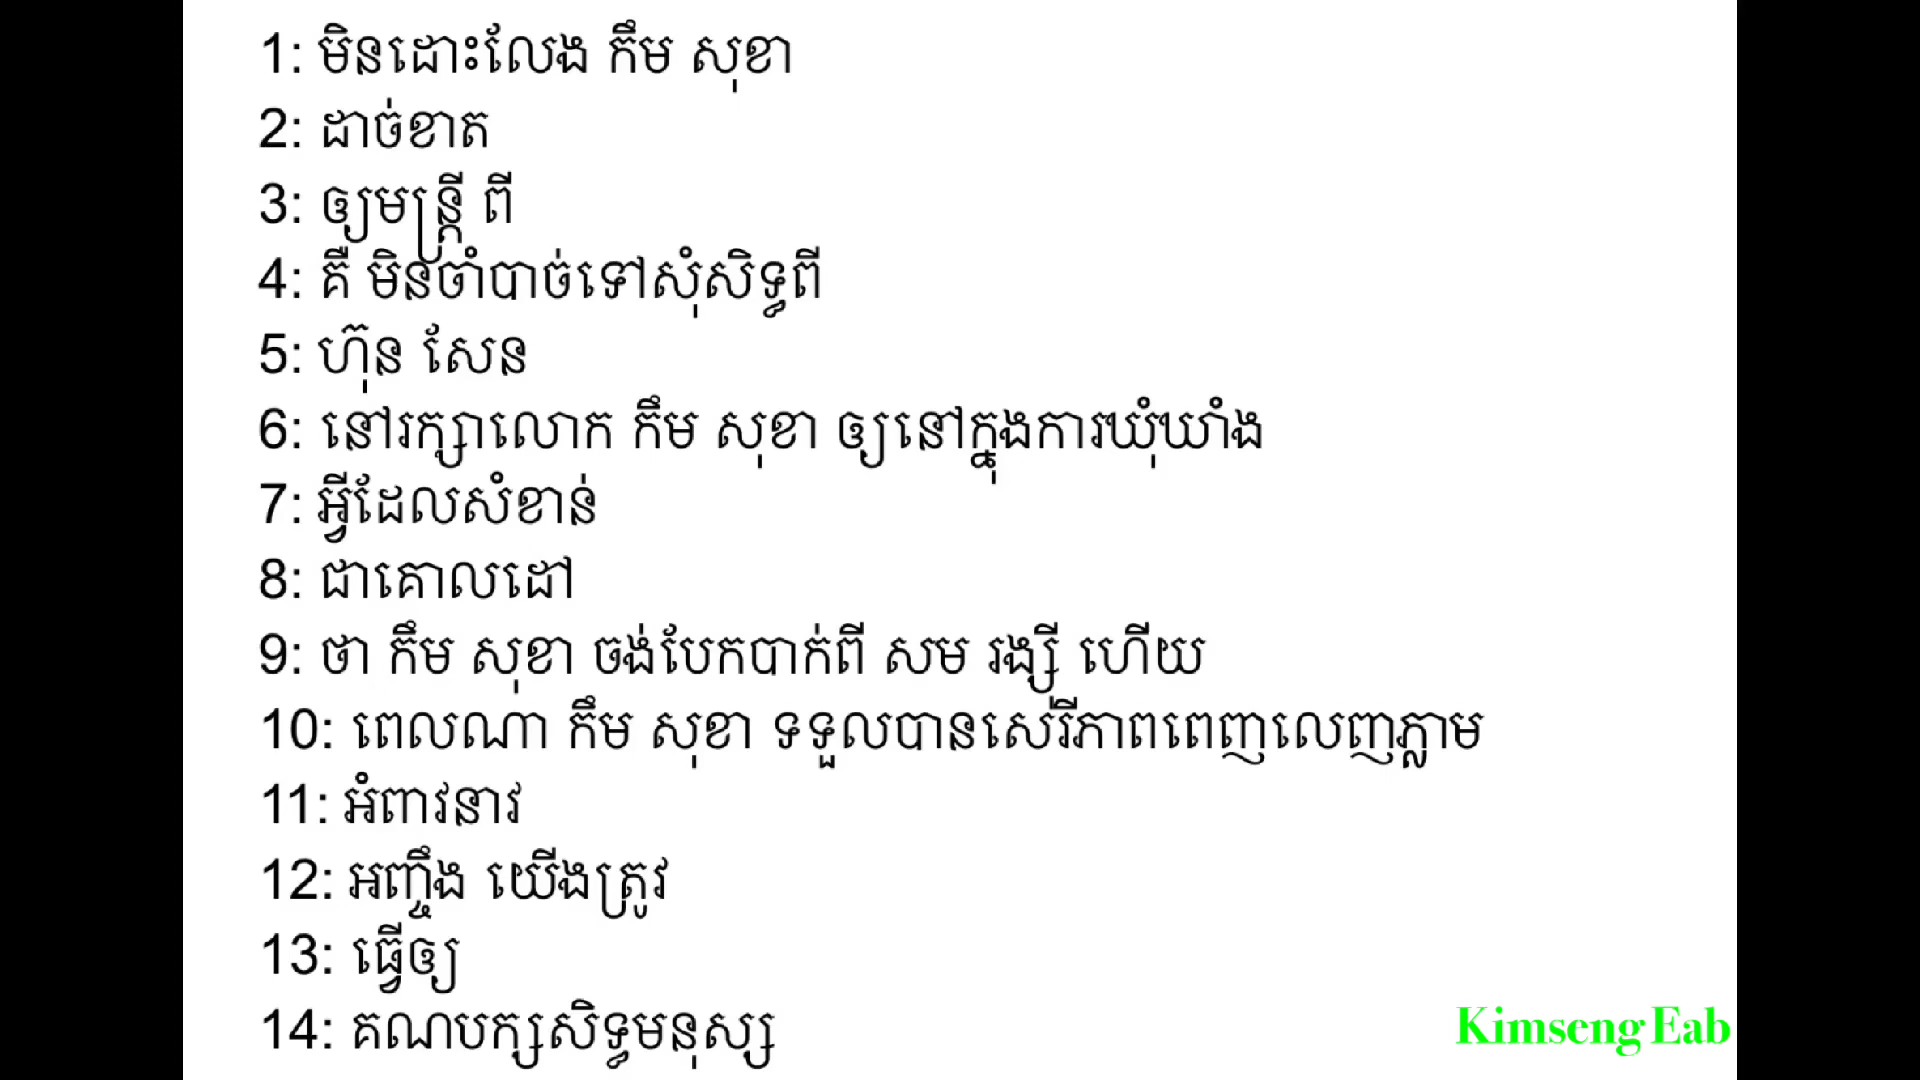 1: មិនដោះលែង កឹម សុខា
2: ដាច់ខាត
3: ឲ្យមន្ត្រី ពី
4: គឺ មិនចាំបាច់ទៅសុំសិទ្ធពី
5: ហ៊ុន សែន
6: នៅរក្សាលោក កឹម សុខា ឲ្យនៅក្នុងការឃុំឃាំង
7: អ្វីដែលសំខាន់
8: ជាគោលដៅ
9: ថា កឹម សុខា ចង់បែកបាក់ពី សម រង្ស៊ី ហើយ
10: ពេលណា កឹម សុខា ទទួលបានសេរីភាពពេញលេញភ្លាម
11: អំពាវនាវ
12: អញ្ចឹង យើងត្រូវ
13: ធ្វើឲ្យ
14: គណបក្សសិទ្ធមនុស្ស
Kimseng Eab